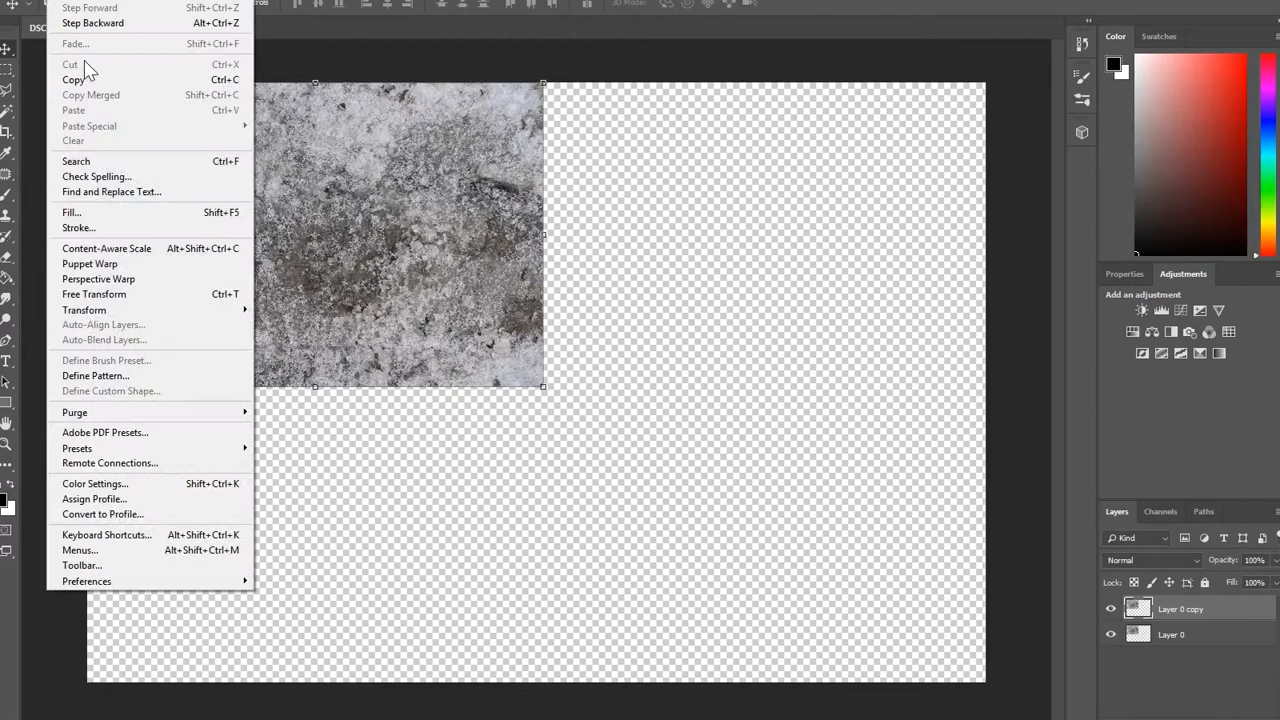 Step Forward Shift+Ctrl+Z
3D Mode:
DSC
Step Backward Alt+Ctrl+Z
Fade... Shift+Ctrl+F
Cut Ctrl+X
Copy Ctrl+C
Copy Merged Shift+Ctrl+C
Paste Ctrl+V
Paste Special
Clear
Search Ctrl+F
Check Spelling...
Find and Replace Text...
Fill... Shift+F5
Stroke...
Content-Aware Scale Alt+Shift+Ctrl+C
Puppet Warp
Perspective Warp
Free Transform Ctrl+T
Transform
Auto-Align Layers...
Auto-Blend Layers...
Define Brush Preset...
Define Pattern...
Define Custom Shape...
Purge
Adobe PDF Presets...
Presets
Remote Connections...
Color Settings... Shift+Ctrl+K
Assign Profile...
Convert to Profile...
Keyboard Shortcuts... Alt+Shift+Ctrl+K
Menus... Alt+Shift+Ctrl+M
Toolbar...
Preferences
Color Swatches
Properties Adjustments
Add an adjustment
Layers Channels Paths
Kind
Normal Opacity: 100%
Lock: Fill: 100%
Layer 0 copy
Layer 0